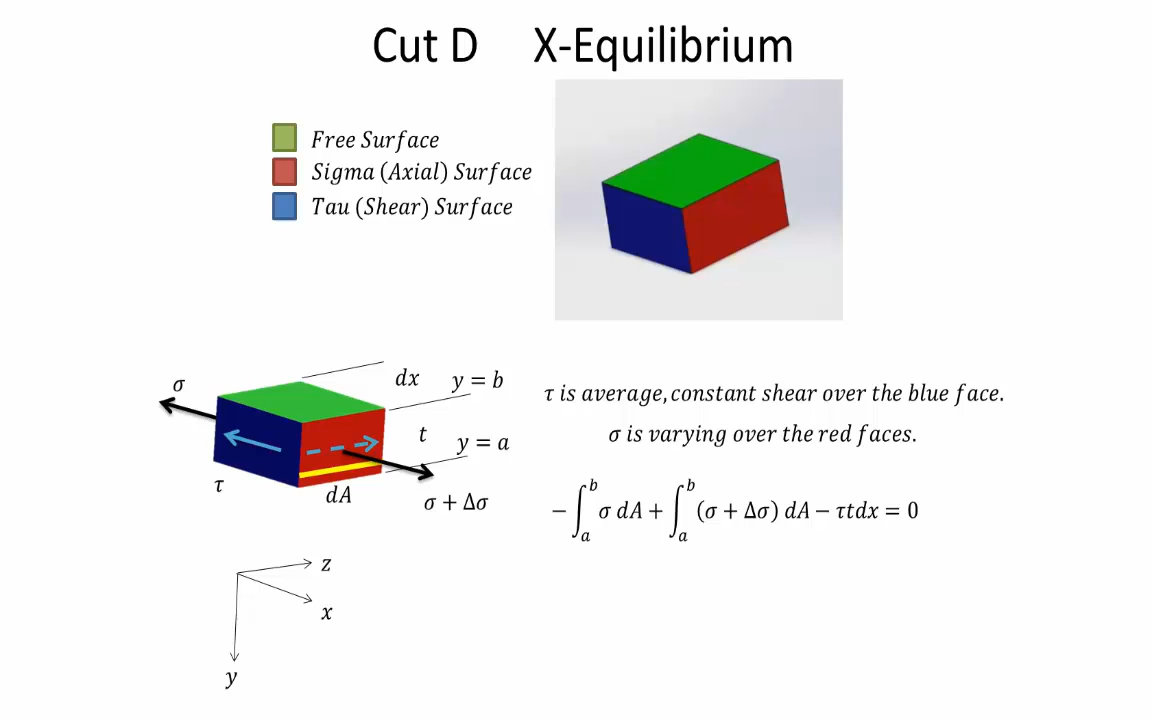 Cut D X-Equilibrium
Free Surface
Sigma (Axial) Surface
Tau (Shear) Surface
σ
dx
y = b
t
y = a
τ
dA
σ + Δσ
τ is average, constant shear over the blue face.
σ is varying over the red faces.
− ∫_a^b σ dA + ∫_a^b (σ + Δσ) dA − τtdx = 0
z
x
y